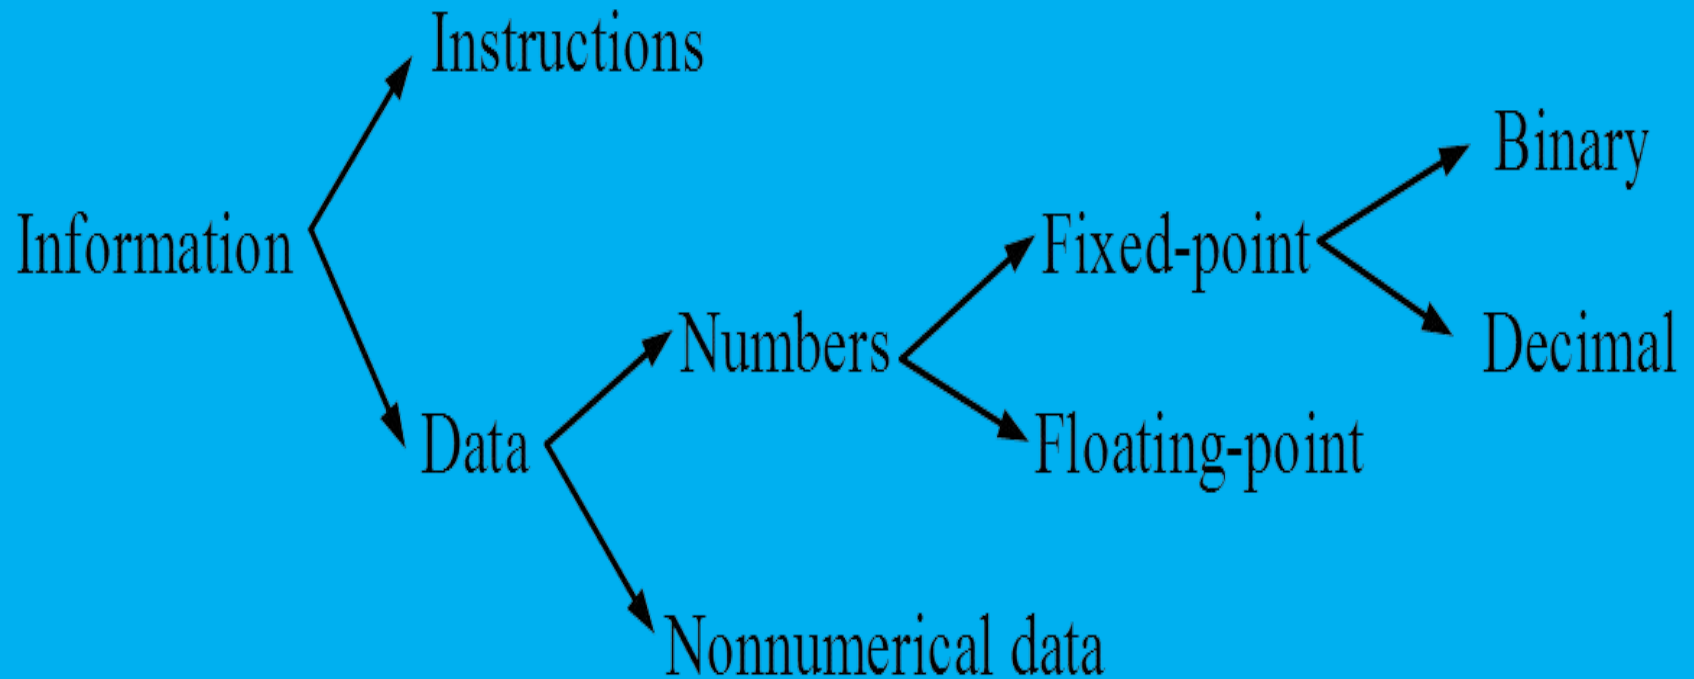 Instructions
Binary
Information
Fixed-point
Numbers
Decimal
Data
Floating-point
Nonnumerical data